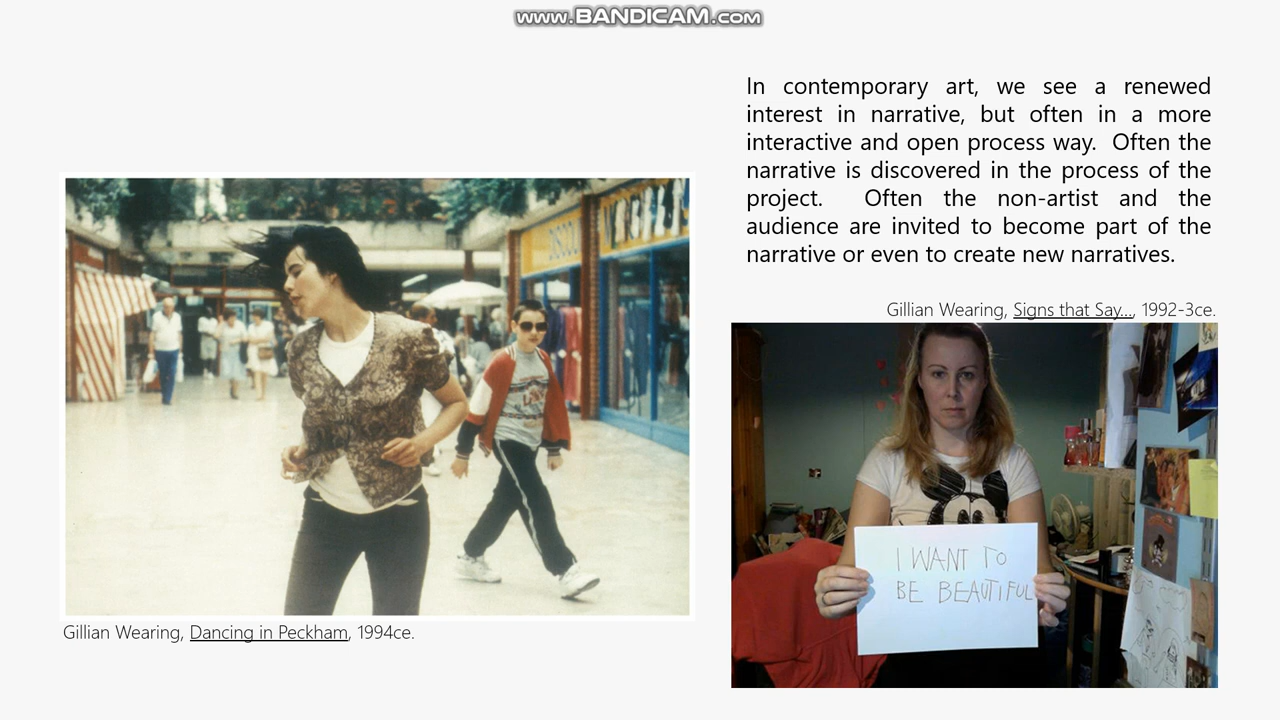 www.BANDICAM.com
In contemporary art, we see a renewed
interest in narrative, but often in a more
interactive and open process way. Often the
narrative is discovered in the process of the
project. Often the non-artist and the
audience are invited to become part of the
narrative or even to create new narratives.
Gillian Wearing, Signs that Say..., 1992-3ce.
DISCOU
I WANT TO
BE BEAUTIFUL
Gillian Wearing, Dancing in Peckham, 1994ce.